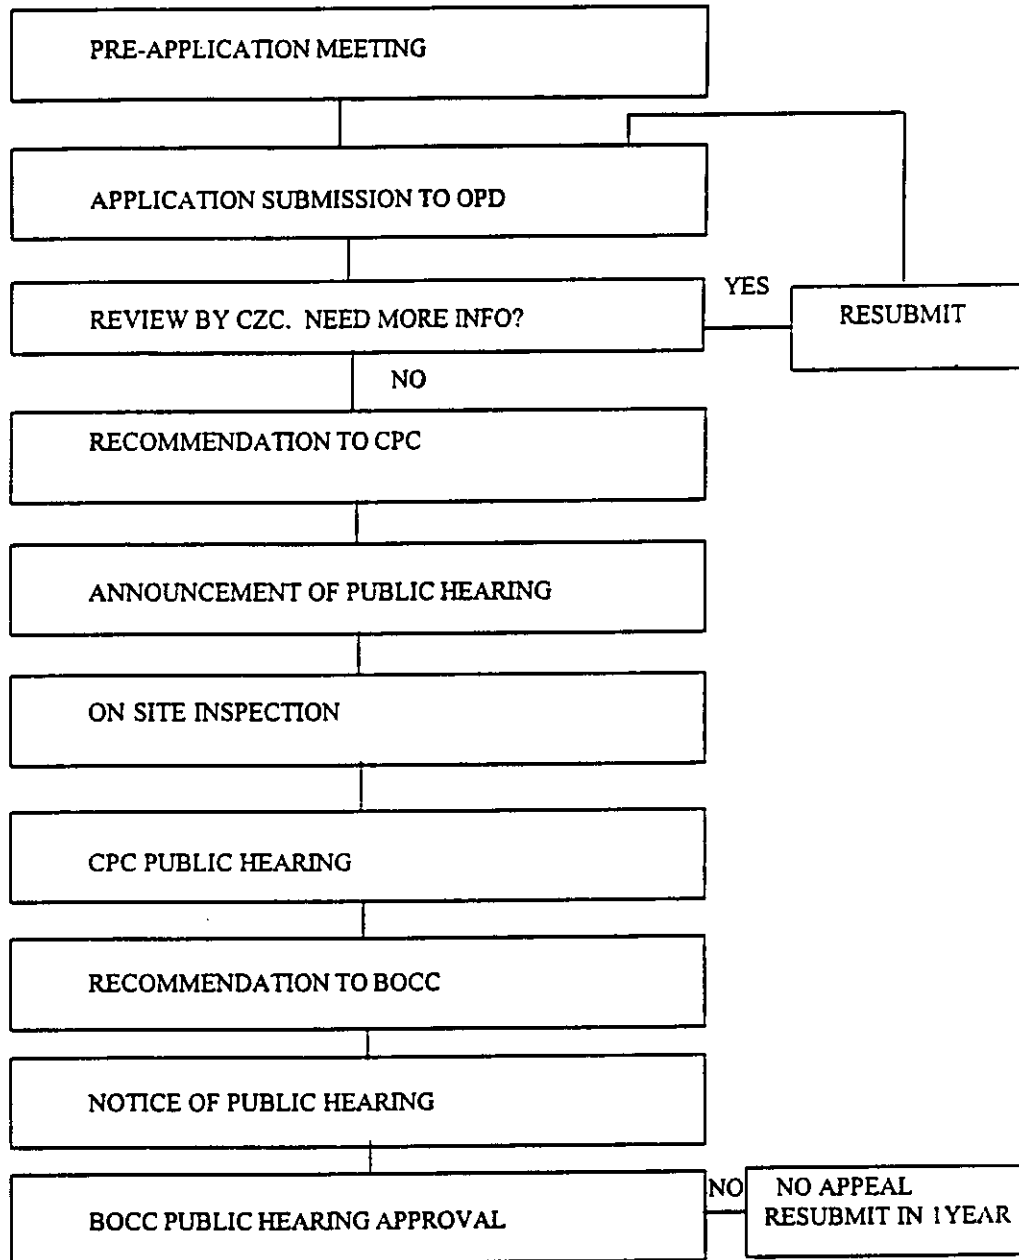 PRE-APPLICATION MEETING
APPLICATION SUBMISSION TO OPD
REVIEW BY CZC. NEED MORE INFO?
YES
RESUBMIT
NO
RECOMMENDATION TO CPC
ANNOUNCEMENT OF PUBLIC HEARING
ON SITE INSPECTION
CPC PUBLIC HEARING
RECOMMENDATION TO BOCC
NOTICE OF PUBLIC HEARING
BOCC PUBLIC HEARING APPROVAL
NO
NO APPEAL
RESUBMIT IN 1YEAR